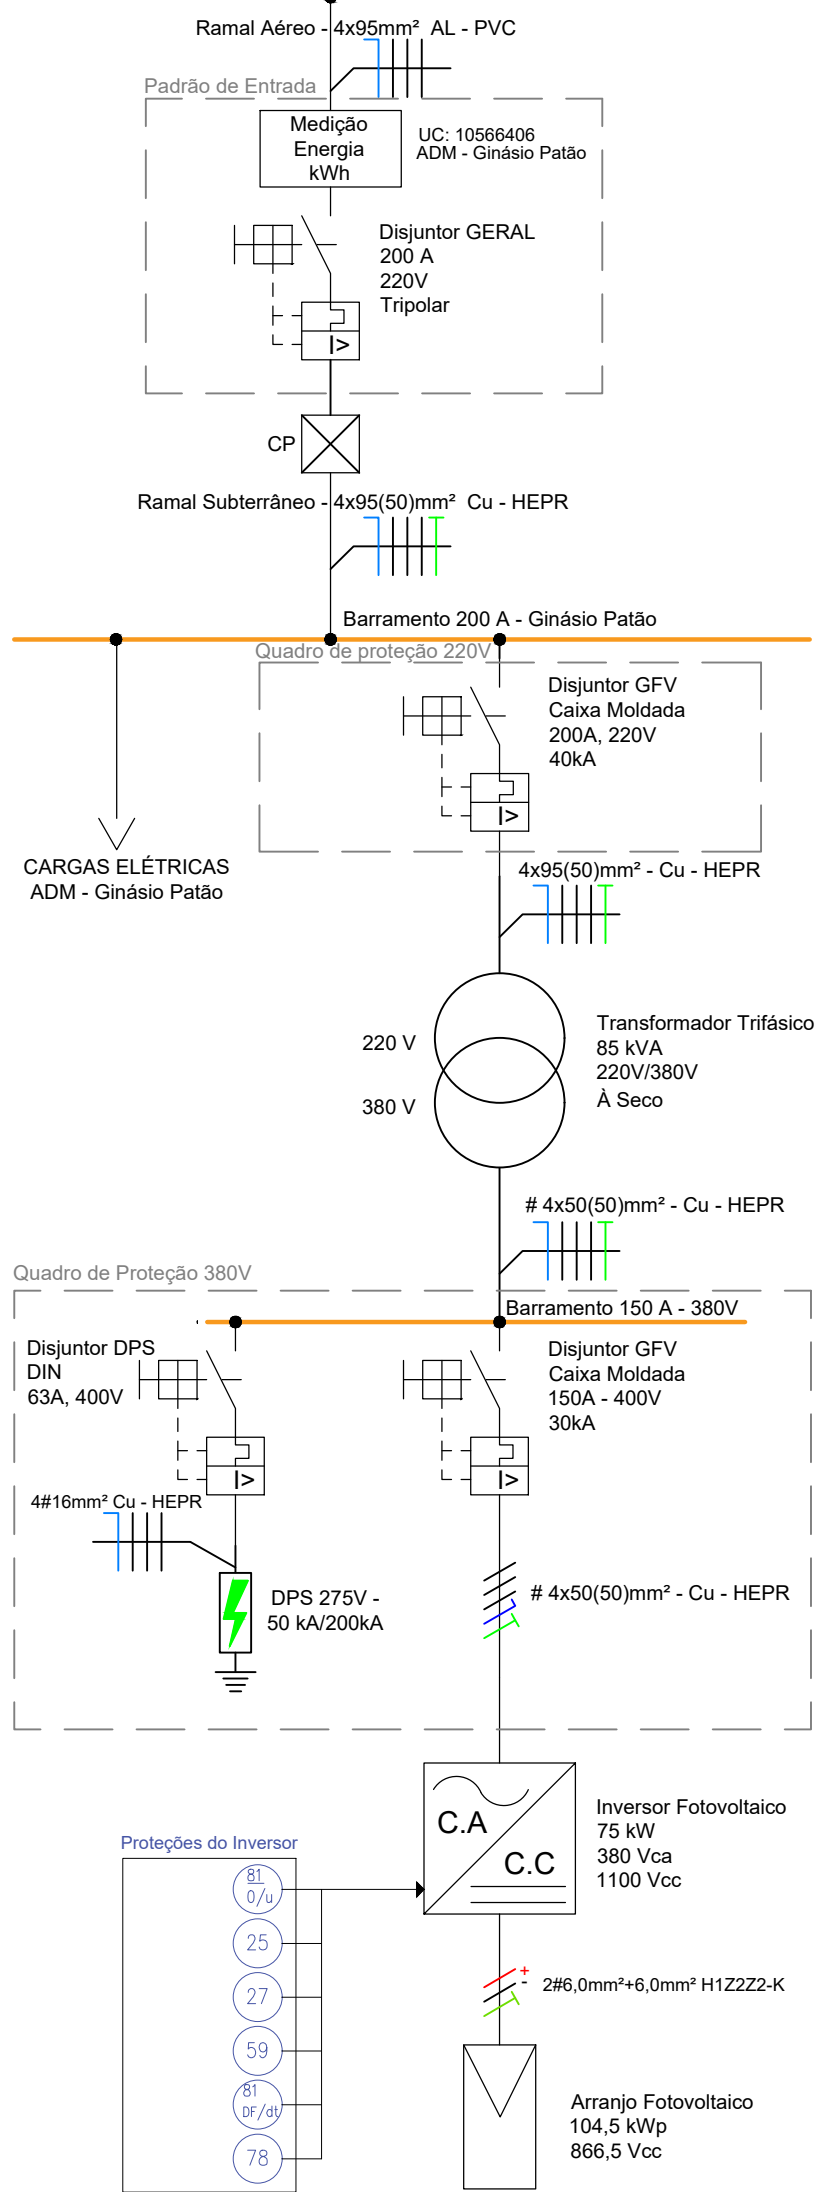 Ramal Aéreo - 4x95mm² AL - PVC
Padrão de Entrada
Medição
Energia
kWh
UC: 10566406
ADM - Ginásio Patão
Disjuntor GERAL
200 A
220V
Tripolar
I>
CP
Ramal Subterrâneo - 4x95(50)mm² Cu - HEPR
Barramento 200 A - Ginásio Patão
Quadro de proteção 220V
Disjuntor GFV
Caixa Moldada
200A, 220V
40kA
I>
CARGAS ELÉTRICAS
ADM - Ginásio Patão
4x95(50)mm² - Cu - HEPR
220 V
380 V
Transformador Trifásico
85 kVA
220V/380V
À Seco
# 4x50(50)mm² - Cu - HEPR
Quadro de Proteção 380V
Barramento 150 A - 380V
Disjuntor DPS
DIN
63A, 400V
I>
Disjuntor GFV
Caixa Moldada
150A - 400V
30kA
I>
4#16mm² Cu - HEPR
DPS 275V -
50 kA/200kA
# 4x50(50)mm² - Cu - HEPR
C.A
C.C
Inversor Fotovoltaico
75 kW
380 Vca
1100 Vcc
Proteções do Inversor
81
O/u
25
27
59
81
DF/dt
78
+
-
2#6,0mm²+6,0mm² H1Z2Z2-K
Arranjo Fotovoltaico
104,5 kWp
866,5 Vcc